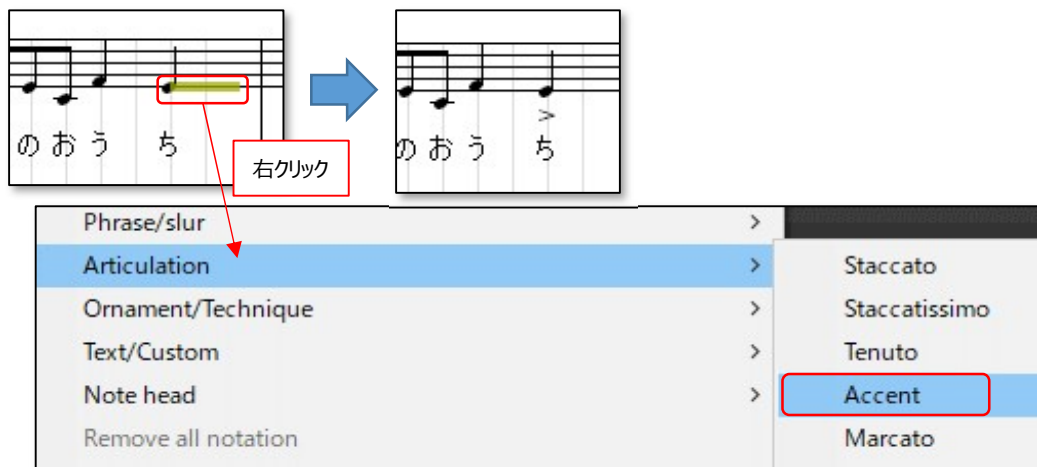 のおう ち
のおう ち
右クリック
Phrase/slur
Articulation
Ornament/Technique
Text/Custom
Note head
Remove all notation
Staccato
Staccatissimo
Tenuto
Accent
Marcato